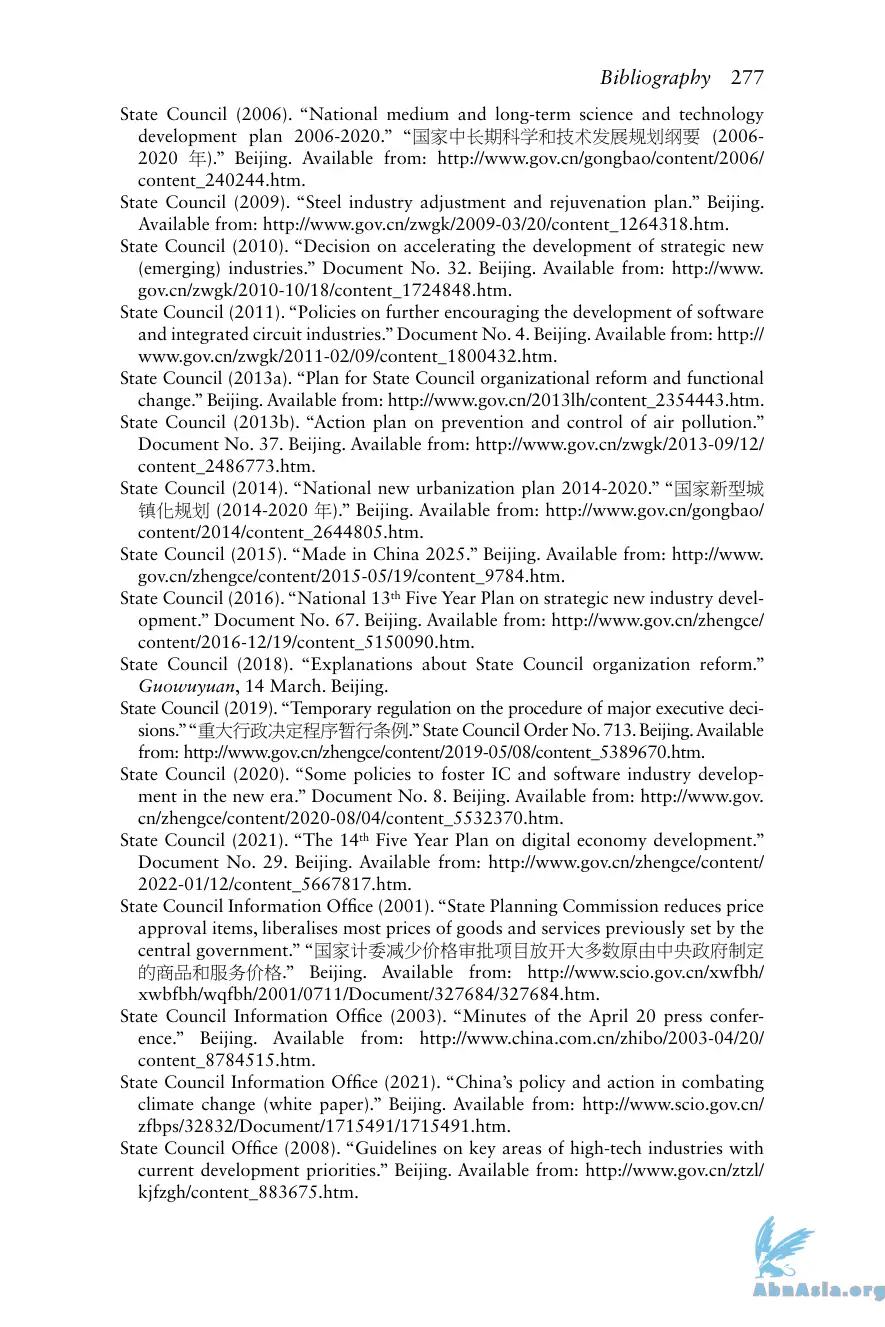 Bibliography 277
State Council (2006). “National medium and long-term science and technology
development plan 2006-2020.” “国家中长期科学和技术发展规划纲要 (2006-
2020 年).” Beijing. Available from: http://www.gov.cn/gongbao/content/2006/
content_240244.htm.
State Council (2009). “Steel industry adjustment and rejuvenation plan.” Beijing.
Available from: http://www.gov.cn/zwgk/2009-03/20/content_1264318.htm.
State Council (2010). “Decision on accelerating the development of strategic new
(emerging) industries.” Document No. 32. Beijing. Available from: http://www.
gov.cn/zwgk/2010-10/18/content_1724848.htm.
State Council (2011). “Policies on further encouraging the development of software
and integrated circuit industries.” Document No. 4. Beijing. Available from: http://
www.gov.cn/zwgk/2011-02/09/content_1800432.htm.
State Council (2013a). “Plan for State Council organizational reform and functional
change.” Beijing. Available from: http://www.gov.cn/2013lh/content_2354443.htm.
State Council (2013b). “Action plan on prevention and control of air pollution.”
Document No. 37. Beijing. Available from: http://www.gov.cn/zwgk/2013-09/12/
content_2486773.htm.
State Council (2014). “National new urbanization plan 2014-2020.” “国家新型城
镇化规划 (2014-2020 年).” Beijing. Available from: http://www.gov.cn/gongbao/
content/2014/content_2644805.htm.
State Council (2015). “Made in China 2025.” Beijing. Available from: http://www.
gov.cn/zhengce/content/2015-05/19/content_9784.htm.
State Council (2016). “National 13th Five Year Plan on strategic new industry devel-
opment.” Document No. 67. Beijing. Available from: http://www.gov.cn/zhengce/
content/2016-12/19/content_5150090.htm.
State Council (2018). “Explanations about State Council organization reform.”
Guowuyuan, 14 March. Beijing.
State Council (2019). “Temporary regulation on the procedure of major executive deci-
sions.” “重大行政决定程序暂行条例.” State Council Order No. 713. Beijing. Available
from: http://www.gov.cn/zhengce/content/2019-05/08/content_5389670.htm.
State Council (2020). “Some policies to foster IC and software industry develop-
ment in the new era.” Document No. 8. Beijing. Available from: http://www.gov.
cn/zhengce/content/2020-08/04/content_5532370.htm.
State Council (2021). “The 14th Five Year Plan on digital economy development.”
Document No. 29. Beijing. Available from: http://www.gov.cn/zhengce/content/
2022-01/12/content_5667817.htm.
State Council Information Office (2001). “State Planning Commission reduces price
approval items, liberalises most prices of goods and services previously set by the
central government.” “国家计委减少价格审批项目放开大多数原由中央政府制定
的商品和服务价格.” Beijing. Available from: http://www.scio.gov.cn/xwfbh/
xwbfbh/wqfbh/2001/0711/Document/327684/327684.htm.
State Council Information Office (2003). “Minutes of the April 20 press confer-
ence.” Beijing. Available from: http://www.china.com.cn/zhibo/2003-04/20/
content_8784515.htm.
State Council Information Office (2021). “China’s policy and action in combating
climate change (white paper).” Beijing. Available from: http://www.scio.gov.cn/
zfbps/32832/Document/1715491/1715491.htm.
State Council Office (2008). “Guidelines on key areas of high-tech industries with
current development priorities.” Beijing. Available from: http://www.gov.cn/ztzl/
kjfzgh/content_883675.htm.
AbnAsia.org